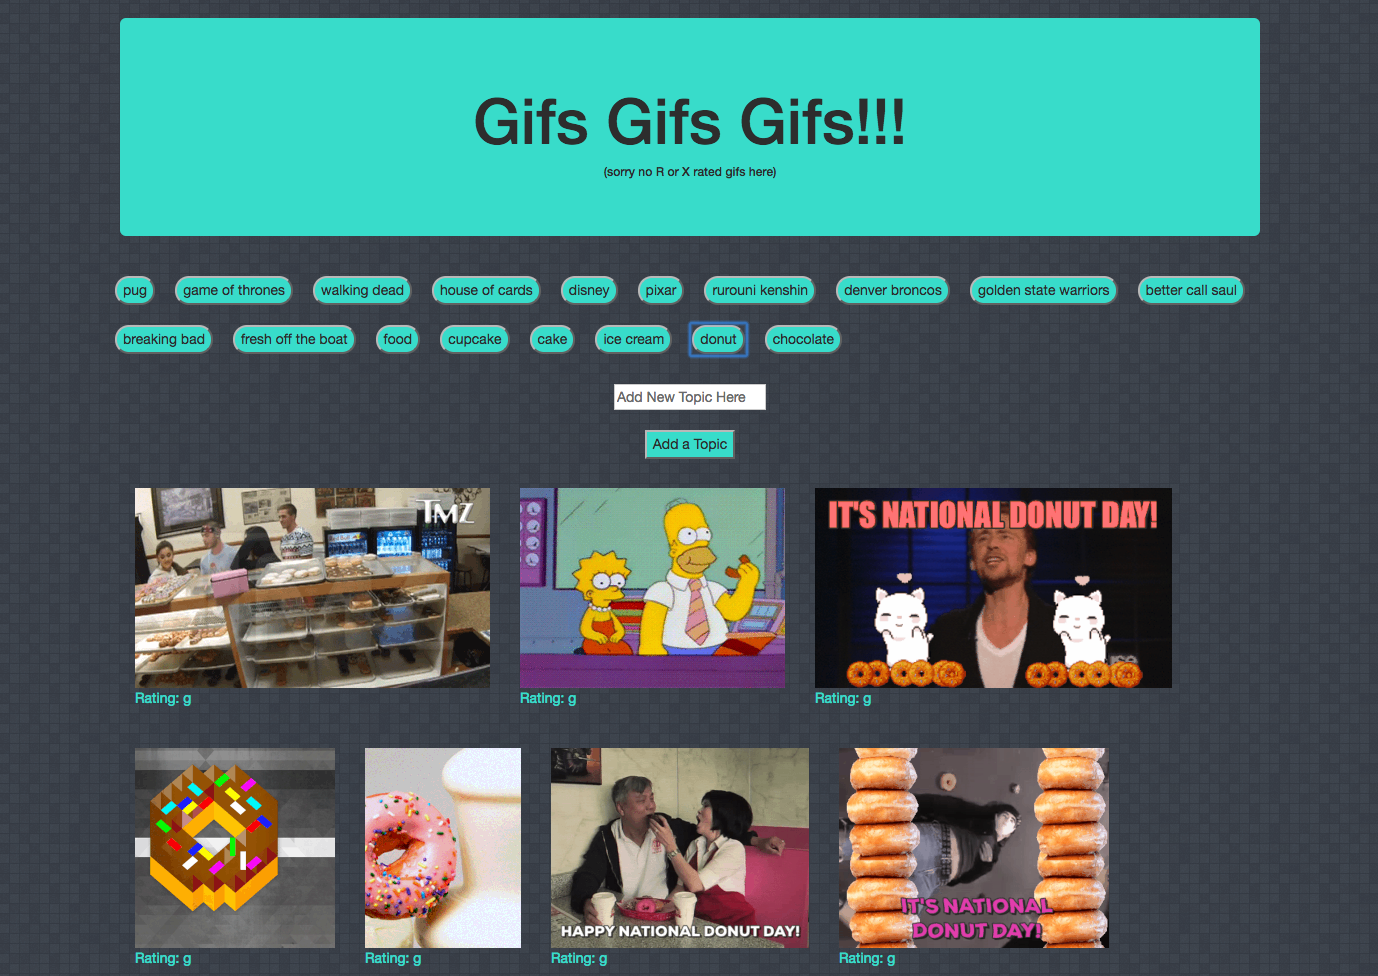 Gifs Gifs Gifs!!!
(sorry no R or X rated gifs here)
pug game of thrones walking dead house of cards disney pixar rurouni kenshin denver broncos golden state warriors better call saul
breaking bad fresh off the boat food cupcake cake ice cream donut chocolate
Add New Topic Here
Add a Topic
TMZ
IT'S NATIONAL DONUT DAY!
Rating: g Rating: g Rating: g
HAPPY NATIONAL DONUT DAY!
IT'S NATIONAL
DONUT DAY!
Rating: g Rating: g Rating: g Rating: g